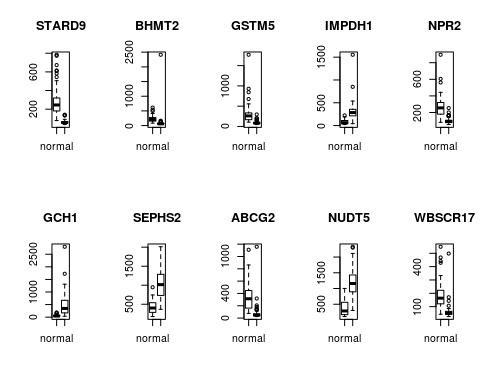 STARD9 BHMT2 GSTM5 IMPDH1 NPR2
200 600
0 1000 2500
0 1000
0 500 1500
200 600
normal normal normal normal normal
GCH1 SEPHS2 ABCG2 NUDT5 WBSCR17
0 1000 2500
500 1500
0 400 1000
500 1500
100 400
normal normal normal normal normal